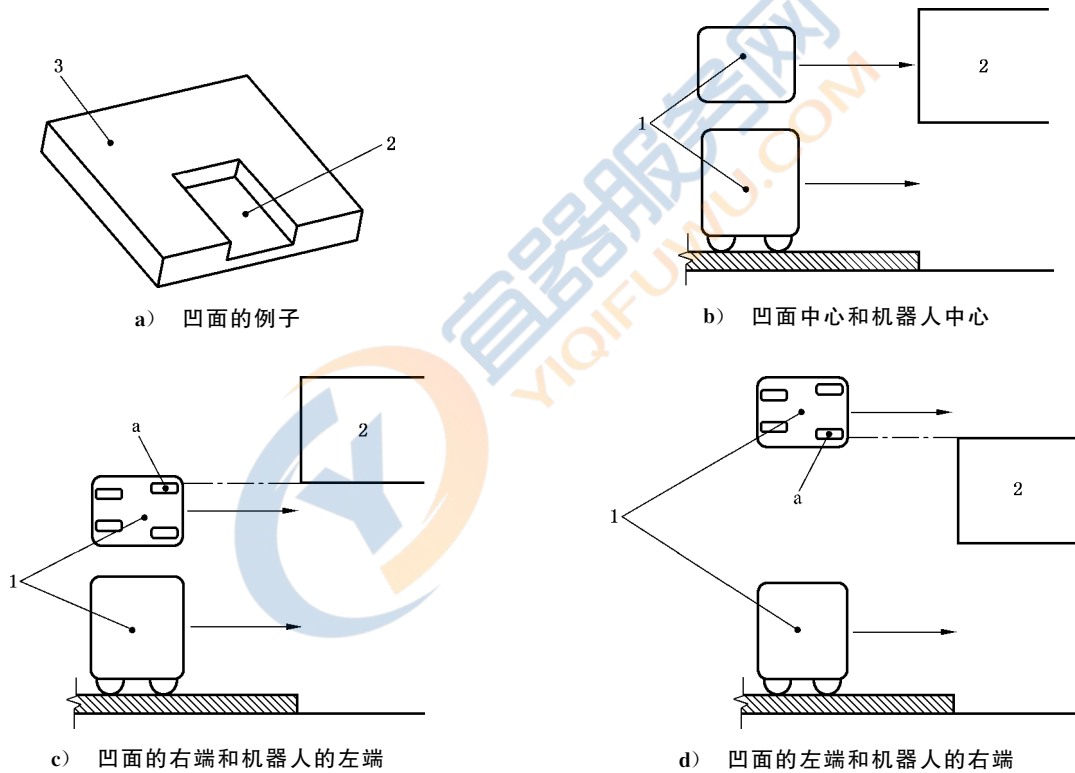 3
2
a) 凹面的例子
1
2
b) 凹面中心和机器人中心
a
2
1
c) 凹面的右端和机器人的左端
1
a
2
d) 凹面的左端和机器人的右端
宜器服务网
YIQIFUWU.COM